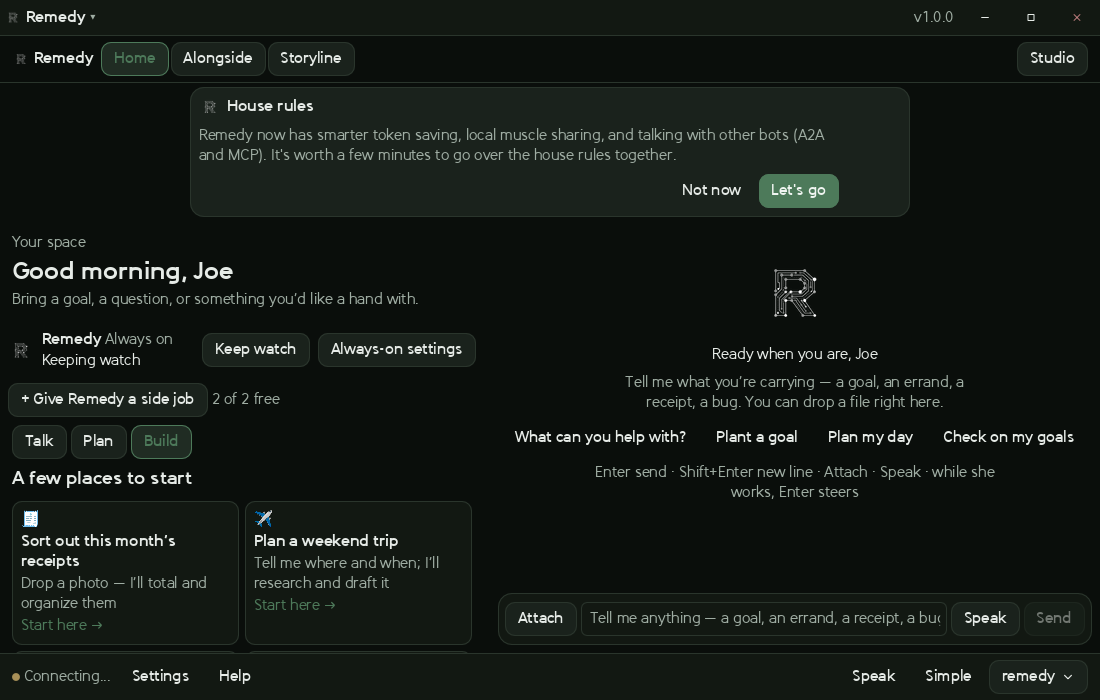 Remedy ▾
v1.0.0
Remedy
Home
Alongside
Storyline
Studio
House rules
Remedy now has smarter token saving, local muscle sharing, and talking with other bots (A2A
and MCP). It's worth a few minutes to go over the house rules together.
Not now
Let's go
Your space
Good morning, Joe
Bring a goal, a question, or something you'd like a hand with.
Remedy Always on
Keeping watch
Keep watch
Always-on settings
+ Give Remedy a side job
2 of 2 free
Talk
Plan
Build
A few places to start
Sort out this month's
receipts
Drop a photo — I'll total and
organize them
Start here →
Plan a weekend trip
Tell me where and when; I'll
research and draft it
Start here →
Ready when you are, Joe
Tell me what you're carrying — a goal, an errand, a
receipt, a bug. You can drop a file right here.
What can you help with?
Plant a goal
Plan my day
Check on my goals
Enter send · Shift+Enter new line · Attach · Speak · while she
works, Enter steers
Attach
Tell me anything — a goal, an errand, a receipt, a bug
Speak
Send
Connecting...
Settings
Help
Speak
Simple
remedy